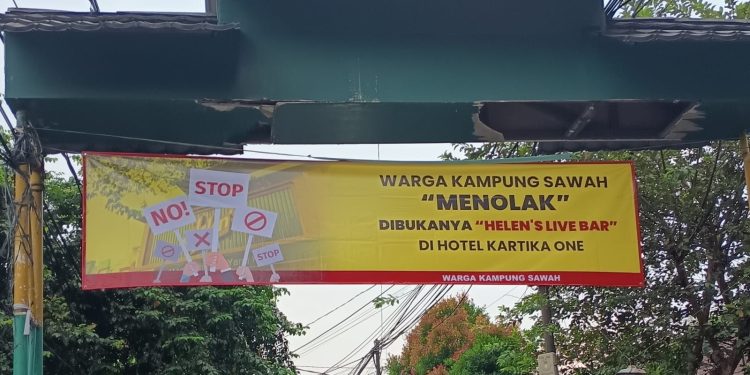 WARGA KAMPUNG SAWAH
“MENOLAK”
DIBUKANYA “HELEN'S LIVE BAR”
DI HOTEL KARTIKA ONE
STOP
NO!
STOP
WARGA KAMPUNG SAWAH